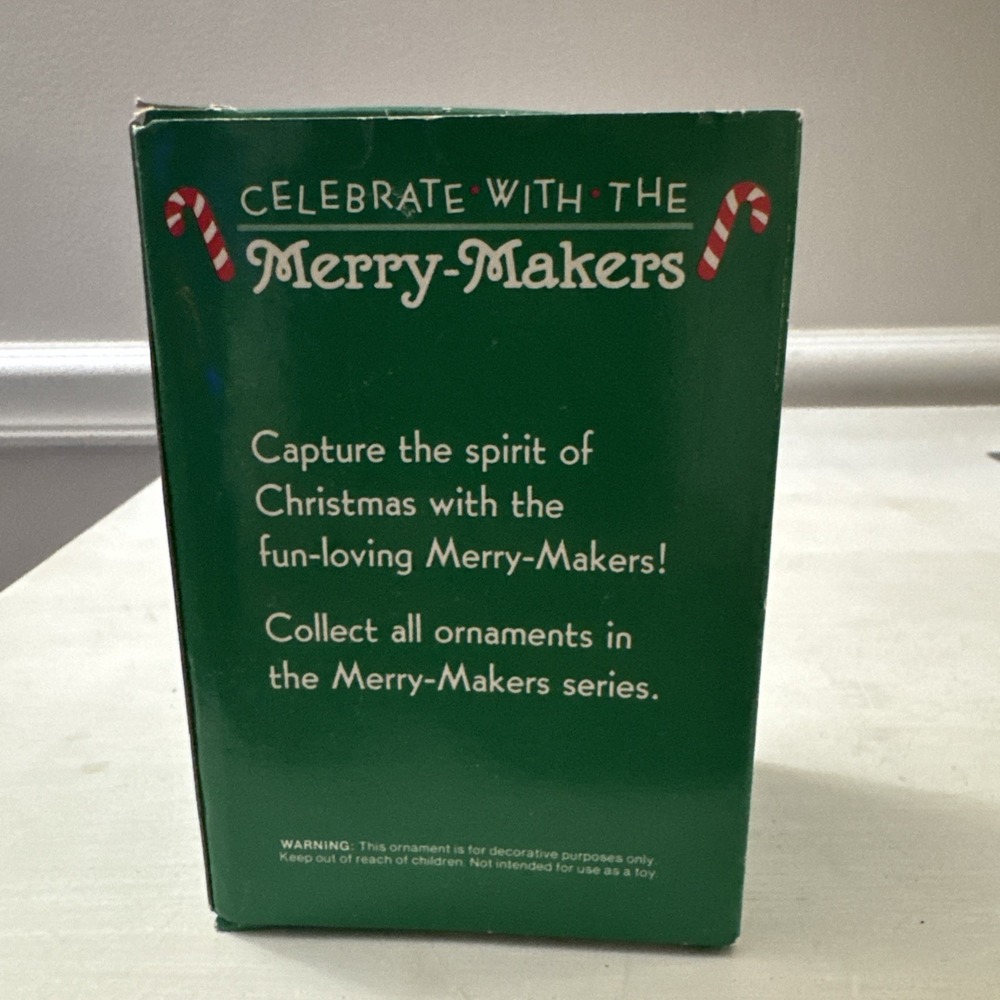 CELEBRATE • WITH • THE
Merry-Makers
Capture the spirit of
Christmas with the
fun-loving Merry-Makers!
Collect all ornaments in
the Merry-Makers series.
WARNING: This ornament is for decorative purposes only.
Keep out of reach of children. Not intended for use as a toy.